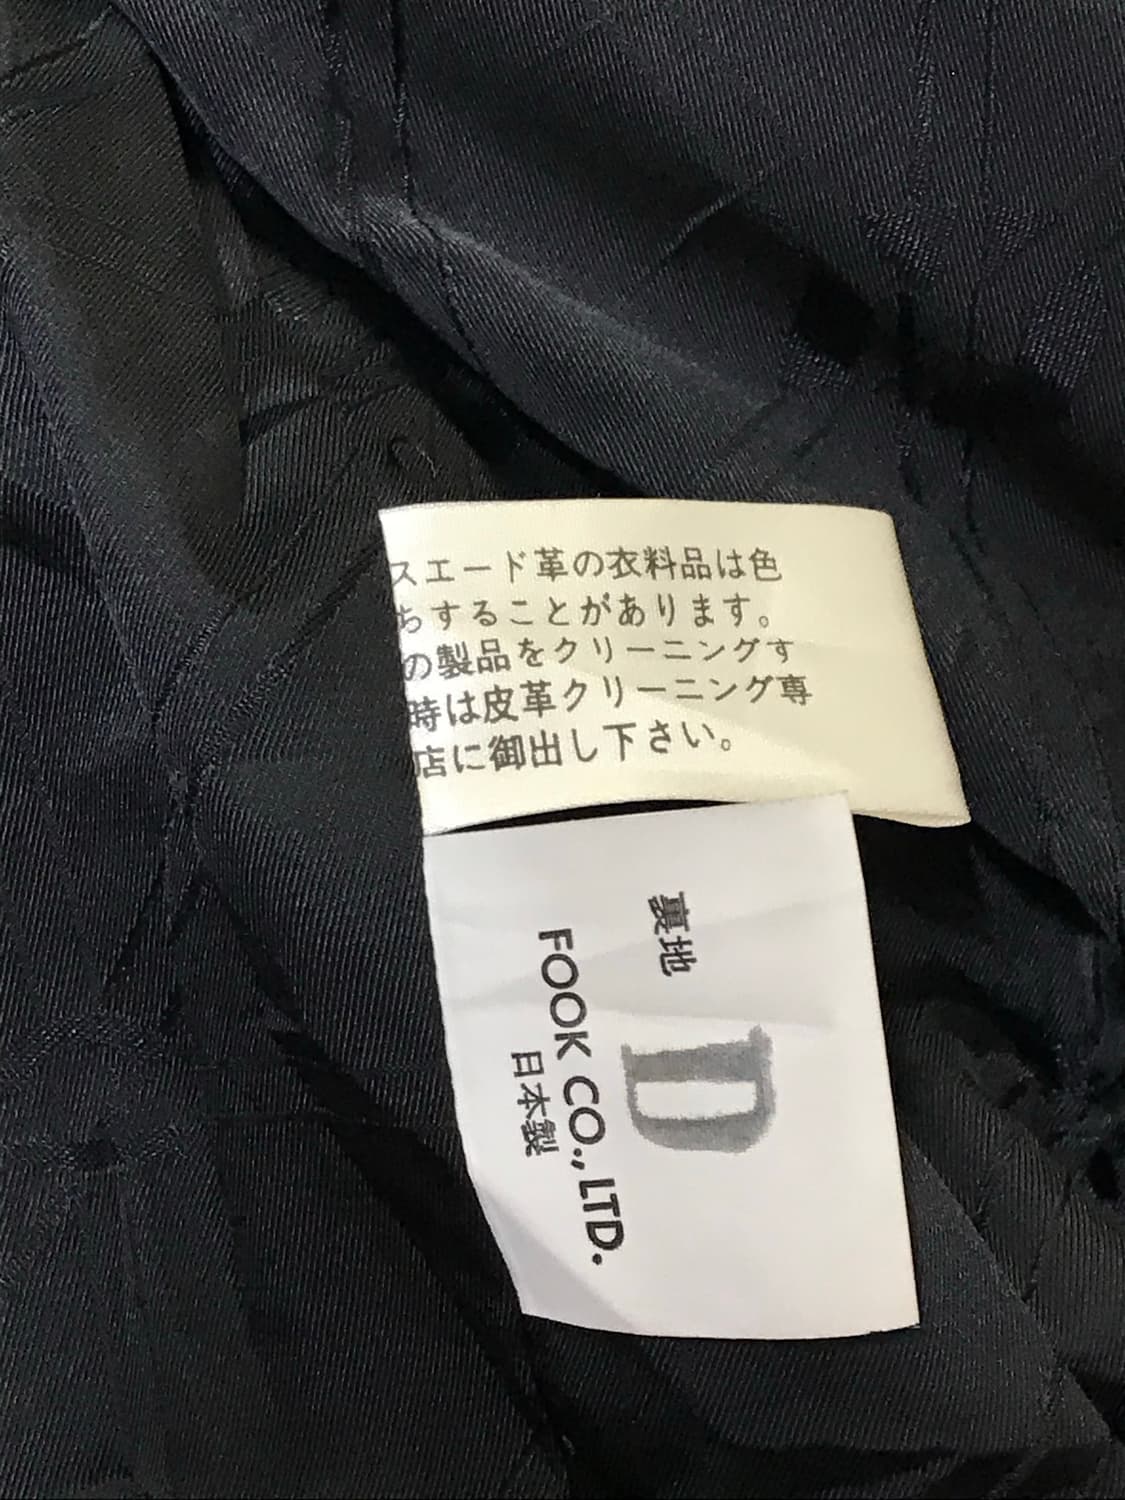 スエード革の衣料品は色
ちすることがあります。
の製品をクリーニングす
時は皮革クリーニング専
店に御出し下さい。
裏地
D
FOOK CO.,LTD.
日本製